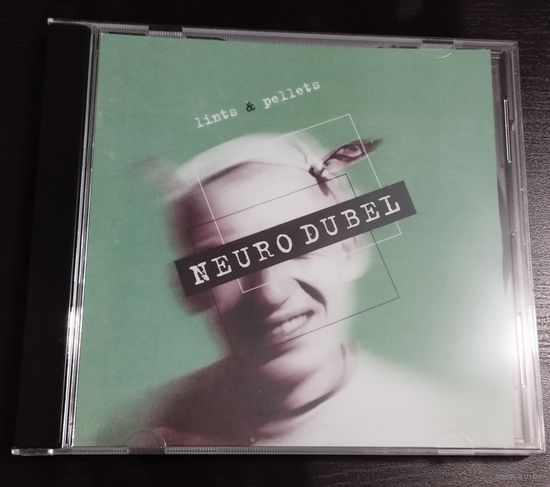 lints & pellets
NEURO DUBEL